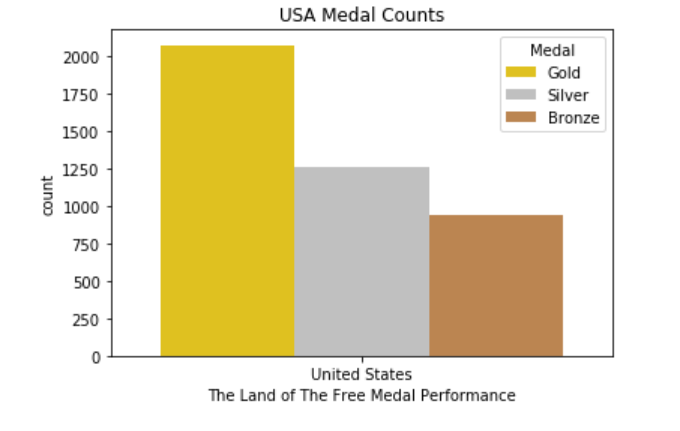 USA Medal Counts
Medal
Gold
Silver
Bronze
count
2000
1750
1500
1250
1000
750
500
250
0
United States
The Land of The Free Medal Performance